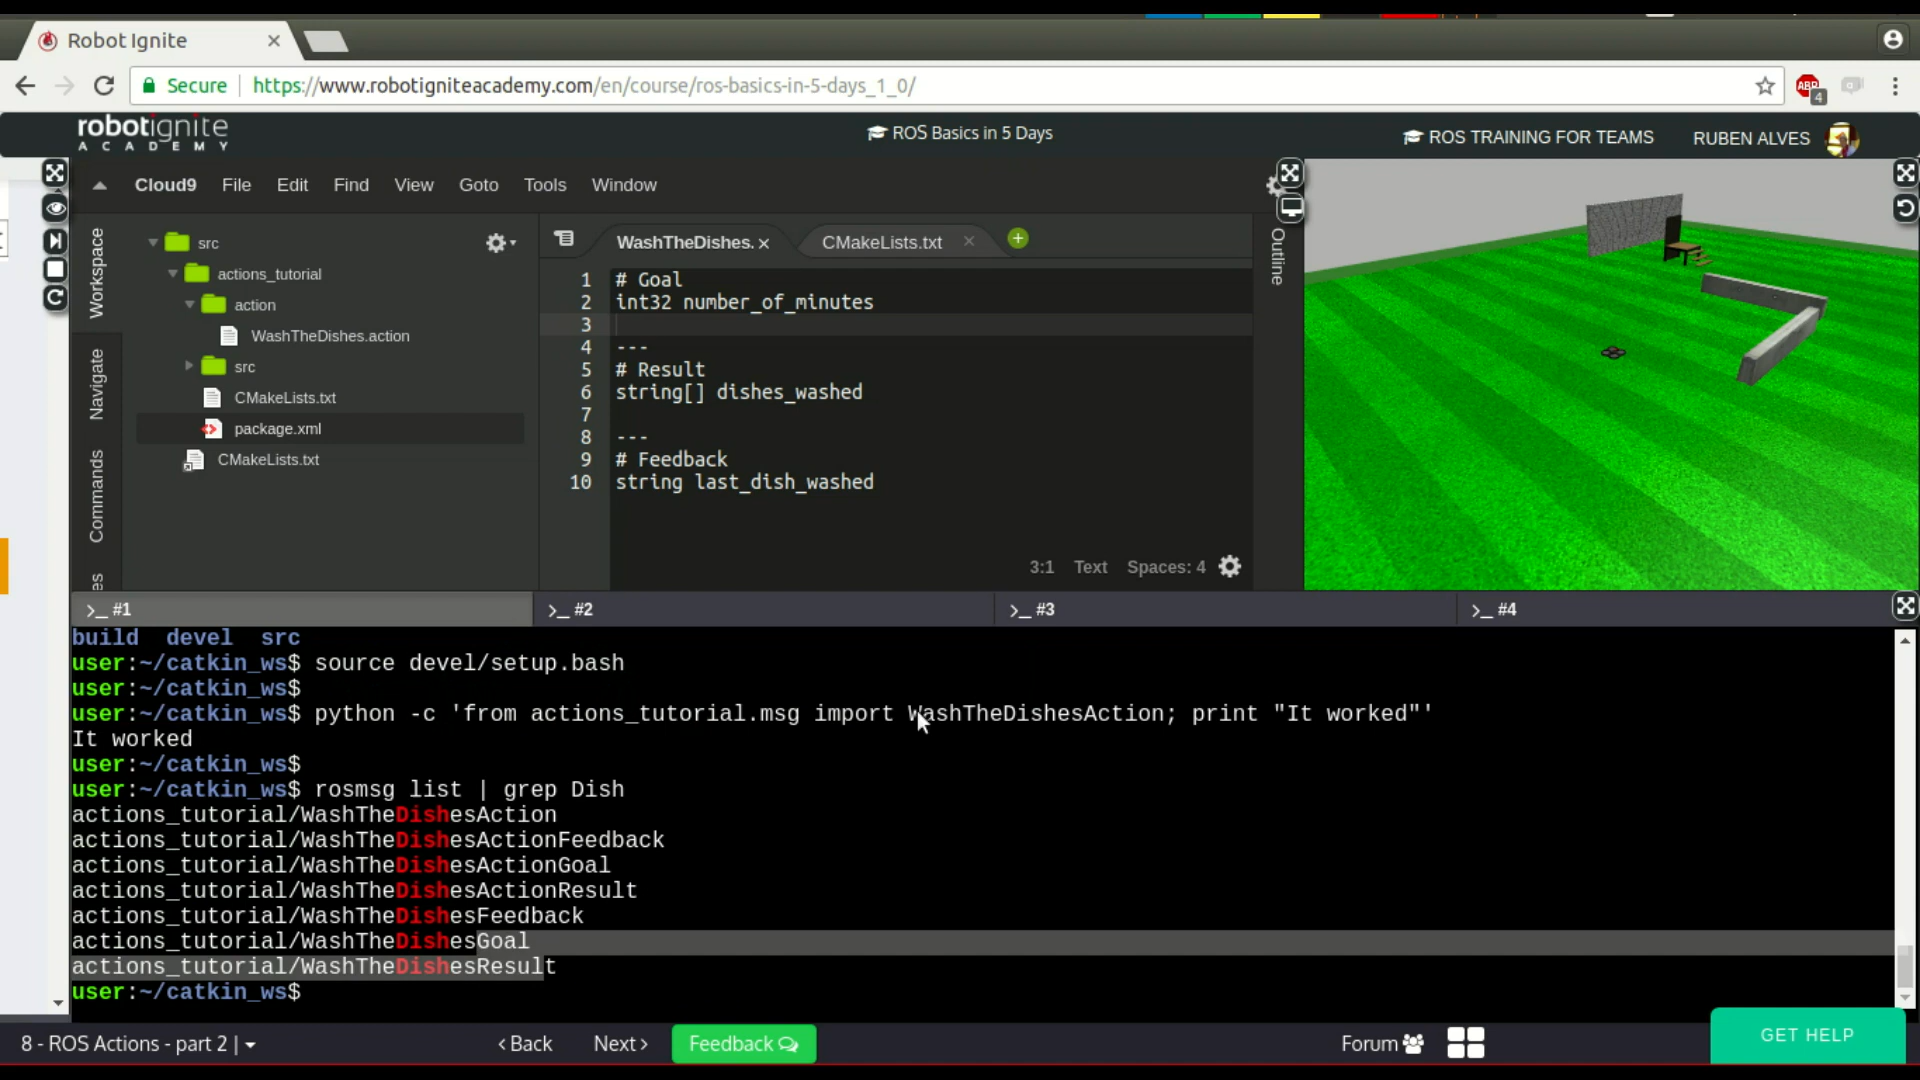 Robot Ignite
Secure
https://www.robotigniteacademy.com/en/course/ros-basics-in-5-days_1_0/
ABP
4
robotignite
ACADEMY
ROS Basics in 5 Days
ROS TRAINING FOR TEAMS
RUBEN ALVES
Cloud9 File Edit Find View Goto Tools Window
Workspace
Navigate
Commands
es
src
actions_tutorial
action
WashTheDishes.action
src
CMakeLists.txt
package.xml
CMakeLists.txt
WashTheDishes.
CMakeLists.txt
Outline
1 # Goal
2 int32 number_of_minutes
3
4 ---
5 # Result
6 string[] dishes_washed
7
8 ---
9 # Feedback
10 string last_dish_washed
3:1 Text Spaces: 4
>_ #1
>_ #2
>_ #3
>_ #4
build devel src
user:~/catkin_ws$ source devel/setup.bash
user:~/catkin_ws$
user:~/catkin_ws$ python -c 'from actions_tutorial.msg import WashTheDishesAction; print "It worked"'
It worked
user:~/catkin_ws$
user:~/catkin_ws$ rosmsg list | grep Dish
actions_tutorial/WashTheDishesAction
actions_tutorial/WashTheDishesActionFeedback
actions_tutorial/WashTheDishesActionGoal
actions_tutorial/WashTheDishesActionResult
actions_tutorial/WashTheDishesFeedback
actions_tutorial/WashTheDishesGoal
actions_tutorial/WashTheDishesResult
user:~/catkin_ws$
8 - ROS Actions - part 2 |
< Back
Next >
Feedback
Forum
GET HELP